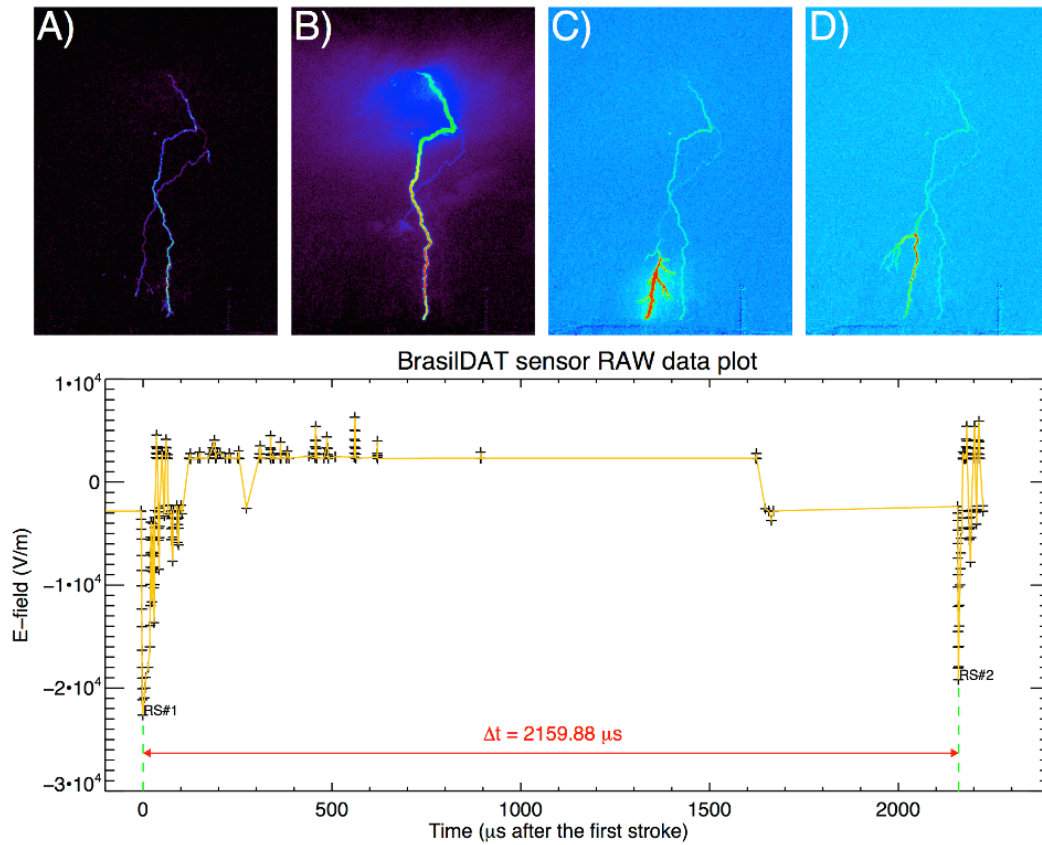 A) B) C) D)
BrasilDAT sensor RAW data plot
E-field (V/m)
1•10⁴
0
−1•10⁴
−2•10⁴
−3•10⁴
RS#1
RS#2
Δt = 2159.88 μs
0 500 1000 1500 2000
Time (μs after the first stroke)